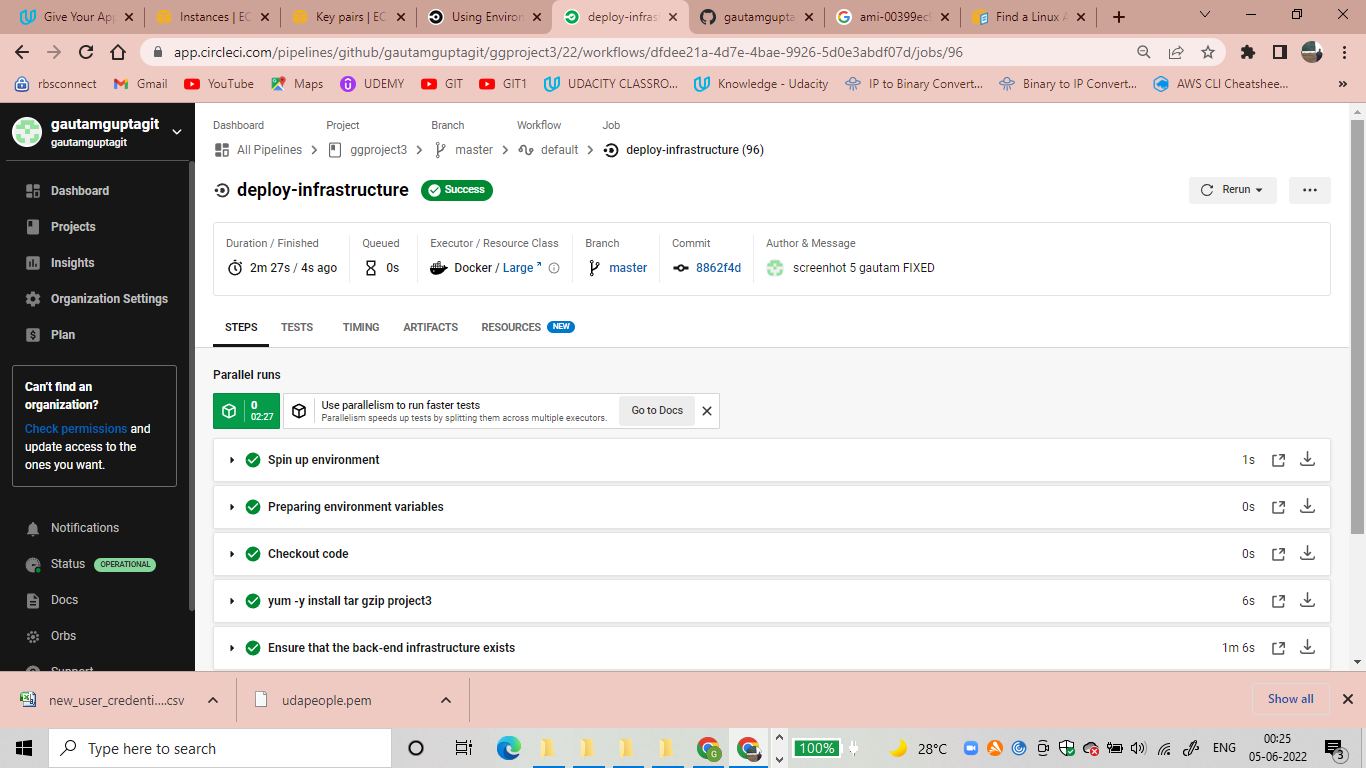 Give Your App
Instances | EC
Key pairs | EC
Using Environ
deploy-infras
gautamgupta
ami-00399ec9
Find a Linux A
app.circleci.com/pipelines/github/gautamguptagit/ggproject3/22/workflows/dfdee21a-4d7e-4bae-9926-5d0e3abdf07d/jobs/96
rbsconnect
Gmail
YouTube
Maps
UDEMY
GIT
GIT1
UDACITY CLASSRO...
Knowledge - Udacity
IP to Binary Convert...
Binary to IP Convert...
AWS CLI Cheatshee...
»
gautamguptagit
gautamguptagit
Dashboard
Projects
Insights
Organization Settings
Plan
Can't find an
organization?
Check permissions and
update access to the
ones you want.
Notifications
Status OPERATIONAL
Docs
Orbs
Support
Dashboard Project Branch Workflow Job
All Pipelines > ggproject3 > master > default > deploy-infrastructure (96)
deploy-infrastructure Success
Rerun
Duration / Finished
2m 27s / 4s ago
Queued
0s
Executor / Resource Class
Docker / Large
Branch
master
Commit
8862f4d
Author & Message
screenhot 5 gautam FIXED
STEPS TESTS TIMING ARTIFACTS RESOURCES NEW
Parallel runs
0
02:27
Use parallelism to run faster tests
Parallelism speeds up tests by splitting them across multiple executors.
Go to Docs
Spin up environment 1s
Preparing environment variables 0s
Checkout code 0s
yum -y install tar gzip project3 6s
Ensure that the back-end infrastructure exists 1m 6s
new_user_credenti....csv
udapeople.pem
Show all
Type here to search
100%
28°C
ENG
00:25
05-06-2022
3